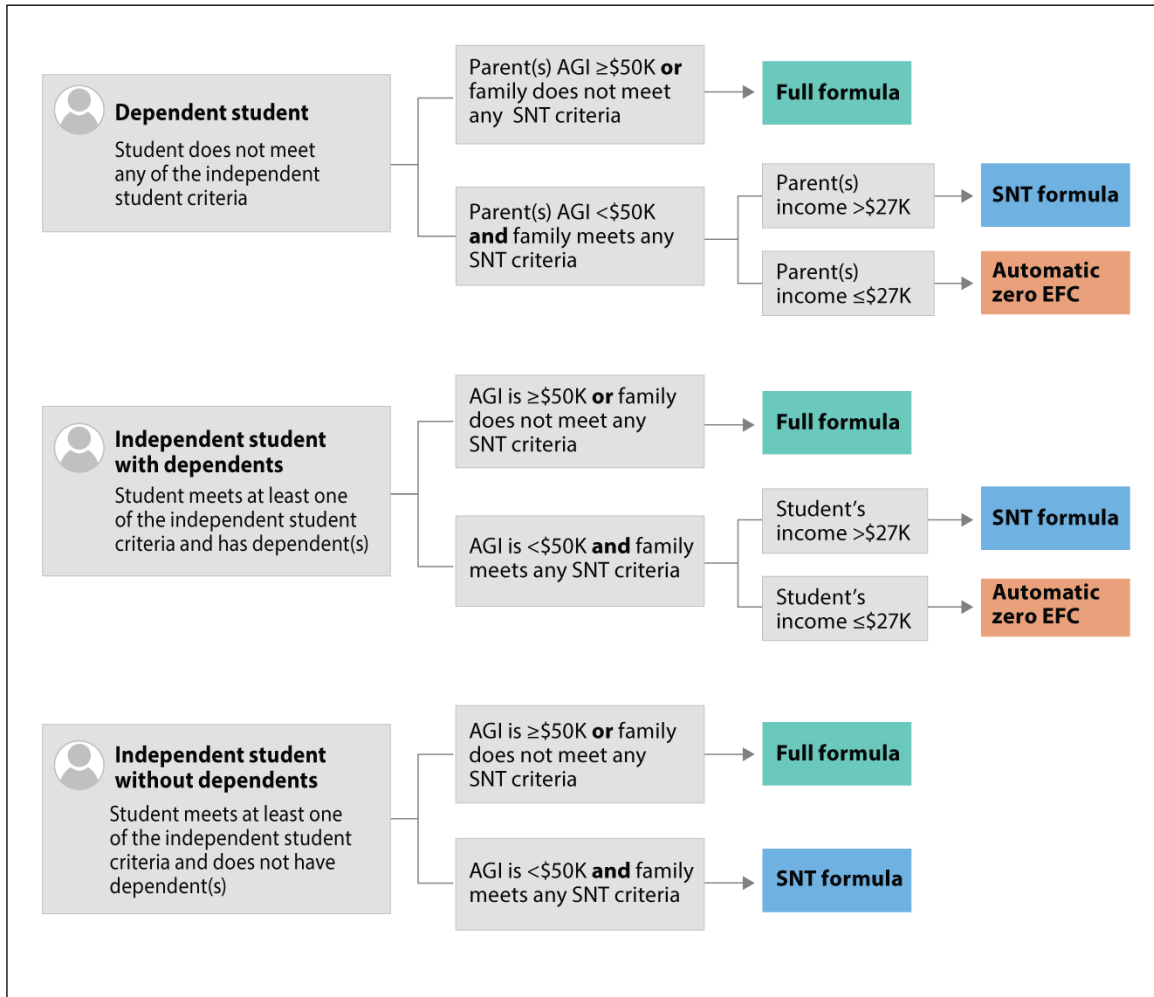 Dependent student
Student does not meet
any of the independent
student criteria
Parent(s) AGI ≥$50K or
family does not meet
any SNT criteria
Full formula
Parent(s) AGI <$50K
and family meets any
SNT criteria
Parent(s)
income >$27K
SNT formula
Parent(s)
income ≤$27K
Automatic
zero EFC
Independent student
with dependents
Student meets at least one
of the independent student
criteria and has dependent(s)
AGI is ≥$50K or family
does not meet any
SNT criteria
Full formula
AGI is <$50K and family
meets any SNT criteria
Student's
income >$27K
SNT formula
Student's
income ≤$27K
Automatic
zero EFC
Independent student
without dependents
Student meets at least one
of the independent student
criteria and does not have
dependent(s)
AGI is ≥$50K or family
does not meet any
SNT criteria
Full formula
AGI is <$50K and family
meets any SNT criteria
SNT formula